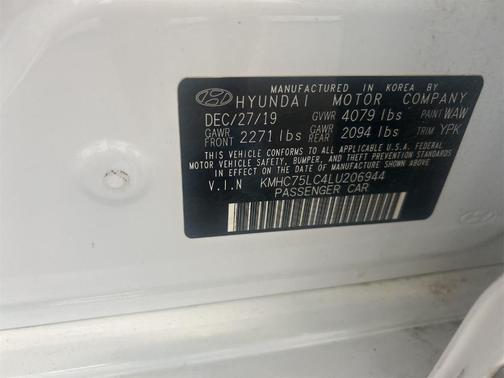 MANUFACTURED IN KOREA BY
HYUNDAI MOTOR COMPANY
DEC/27/19 GVWR 4079 lbs PAINT WAW
GAWR FRONT 2271 lbs GAWR REAR 2094 lbs TRIM YPK
THIS VEHICLE CONFORMS TO ALL APPLICABLE U.S.A. FEDERAL
MOTOR VEHICLE SAFETY, BUMPER, AND THEFT PREVENTION
STANDARDS IN EFFECT ON THE DATE OF MANUFACTURE SHOWN ABOVE.
V.I.N KMHC75LC4LU206944
PASSENGER CAR